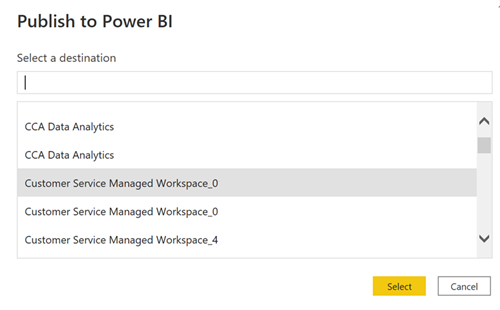 Publish to Power BI
Select a destination
CCA Data Analytics
CCA Data Analytics
Customer Service Managed Workspace_0
Customer Service Managed Workspace_0
Customer Service Managed Workspace_4
Select
Cancel